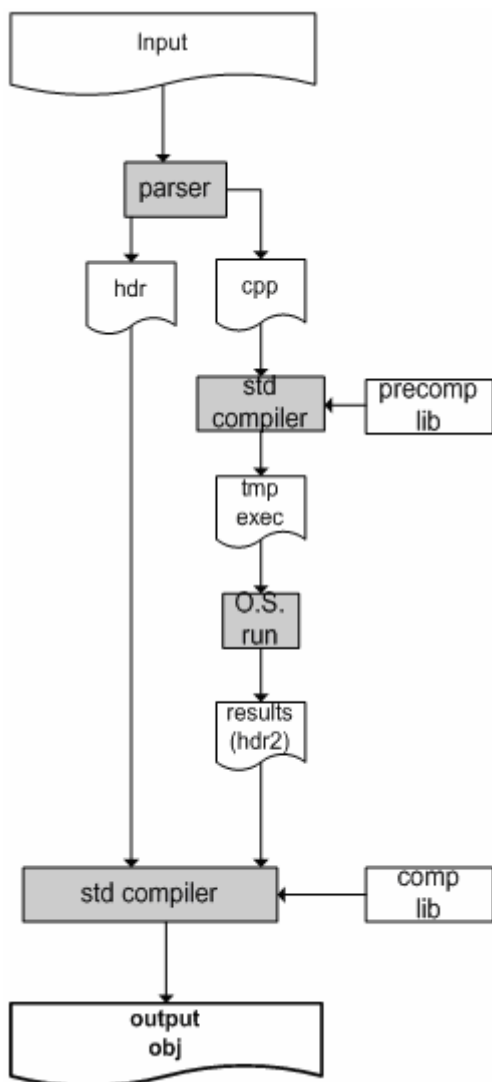 Input
parser
hdr
cpp
std
compiler
precomp
lib
tmp
exec
O.S.
run
results
(hdr2)
std compiler
comp
lib
output
obj